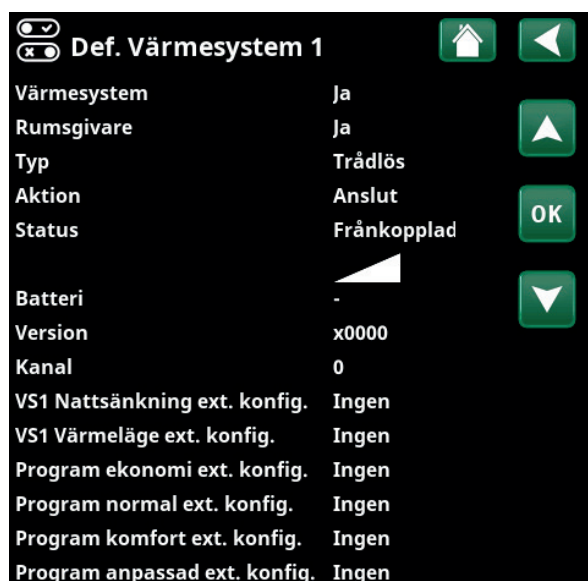 Def. Värmesystem 1
Värmesystem Ja
Rumsgivare Ja
Typ Trådlös
Aktion Anslut
OK
Status Frånkopplad
Batteri -
Version x0000
Kanal 0
VS1 Nattsänkning ext. konfig. Ingen
VS1 Värmeläge ext. konfig. Ingen
Program ekonomi ext. konfig. Ingen
Program normal ext. konfig. Ingen
Program komfort ext. konfig. Ingen
Program anpassad ext. konfig. Ingen